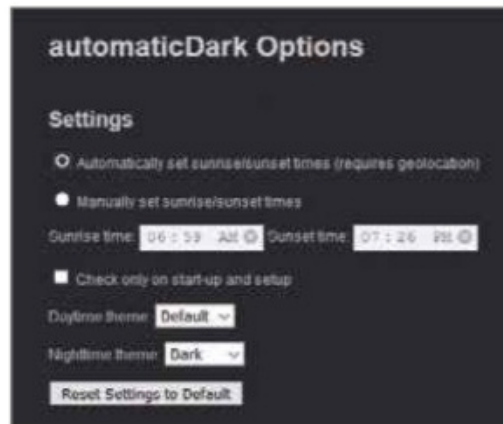 automaticDark Options
Settings
Automatically set sunrise/sunset times (requires geolocation)
Manually set sunrise/sunset times
Sunrise time: 06 : 59 AM Sunset time: 07 : 26 PM
Check only on start-up and setup
Daytime theme: Default
Nighttime theme: Dark
Reset Settings to Default